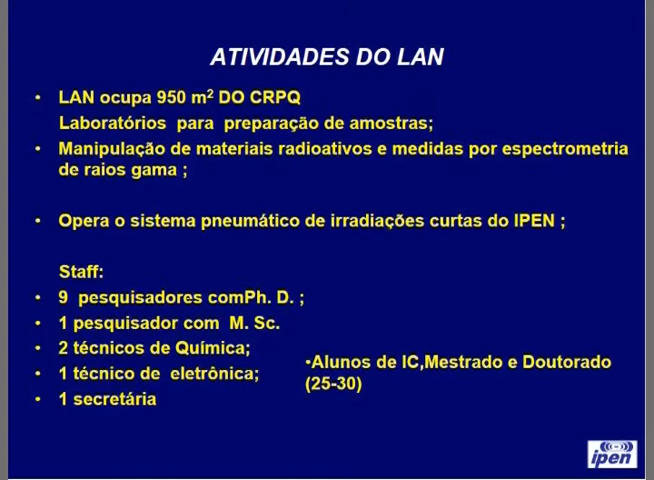 ATIVIDADES DO LAN
• LAN ocupa 950 m² DO CRPQ
Laboratórios para preparação de amostras;
• Manipulação de materiais radioativos e medidas por espectrometria
de raios gama ;
• Opera o sistema pneumático de irradiações curtas do IPEN ;
Staff:
• 9 pesquisadores comPh. D. ;
• 1 pesquisador com M. Sc.
• 2 técnicos de Química;
• 1 técnico de eletrônica;
• 1 secretária
•Alunos de IC,Mestrado e Doutorado
(25-30)
ipen